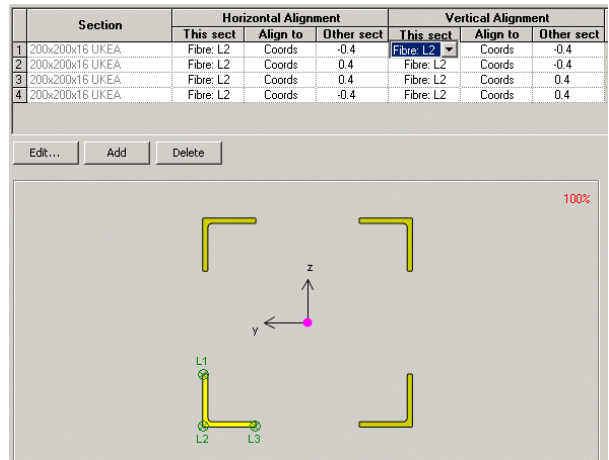 Section Horizontal Alignment Vertical Alignment
This sect Align to Other sect This sect Align to Other sect
1 200x200x16 UKEA Fibre: L2 Coords -0.4 Fibre: L2 Coords -0.4
2 200x200x16 UKEA Fibre: L2 Coords 0.4 Fibre: L2 Coords -0.4
3 200x200x16 UKEA Fibre: L2 Coords 0.4 Fibre: L2 Coords 0.4
4 200x200x16 UKEA Fibre: L2 Coords -0.4 Fibre: L2 Coords 0.4
Edit... Add Delete
100%
z
y
L1
L2 L3